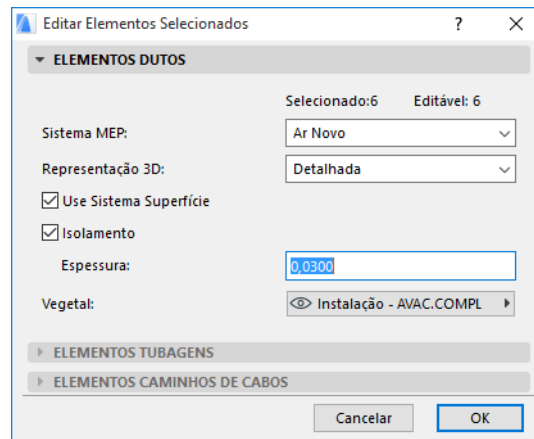 Editar Elementos Selecionados
ELEMENTOS DUTOS
Selecionado:6 Editável: 6
Sistema MEP: Ar Novo
Representação 3D: Detalhada
Use Sistema Superfície
Isolamento
Espessura: 0,0300
Vegetal: Instalação - AVAC.COMPL
ELEMENTOS TUBAGENS
ELEMENTOS CAMINHOS DE CABOS
Cancelar OK